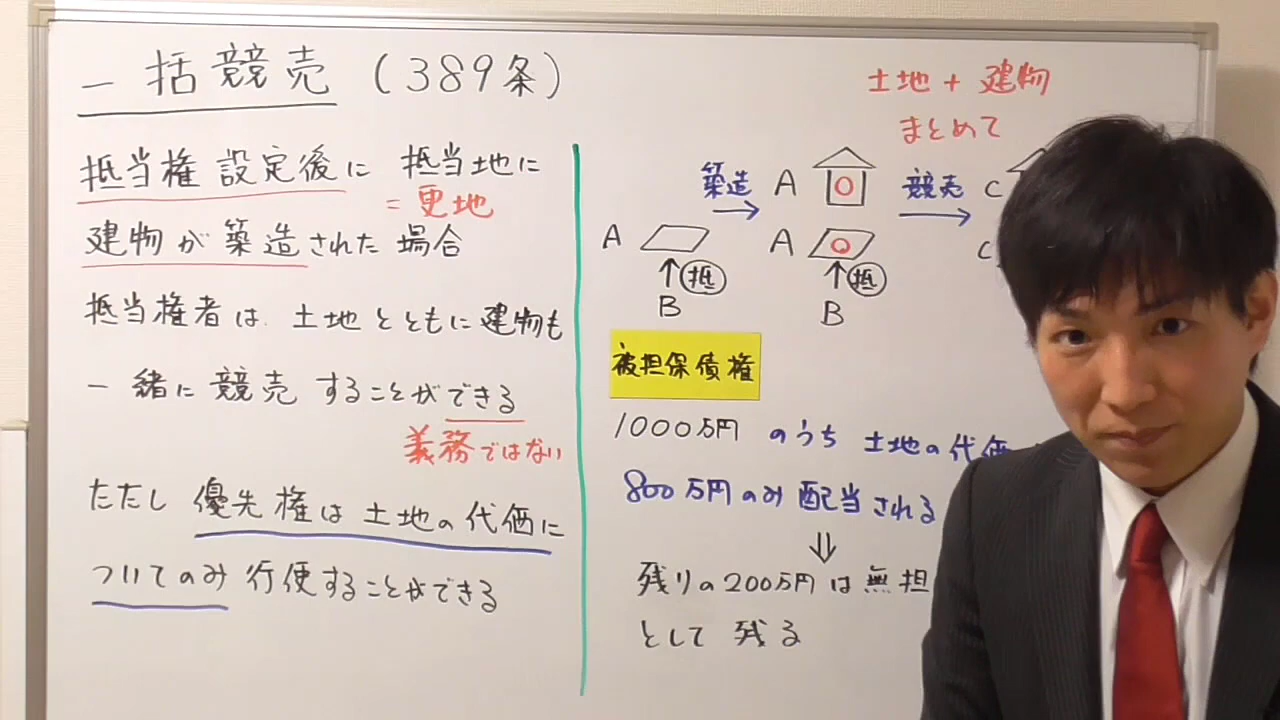 一括競売（389条）
抵当権設定後に 抵当地に
= 更地
建物が築造された場合
抵当権者は、土地とともに建物も
一緒に競売することができる
義務ではない
ただし 優先権は土地の代価に
ついてのみ 行使することができる
土地+建物
まとめて
築造 A 競売 C
A A C
抵 抵
B B
被担保債権
1000万円 のうち 土地の代価
800万円のみ配当される
⇓
残りの200万円は無担
として残る